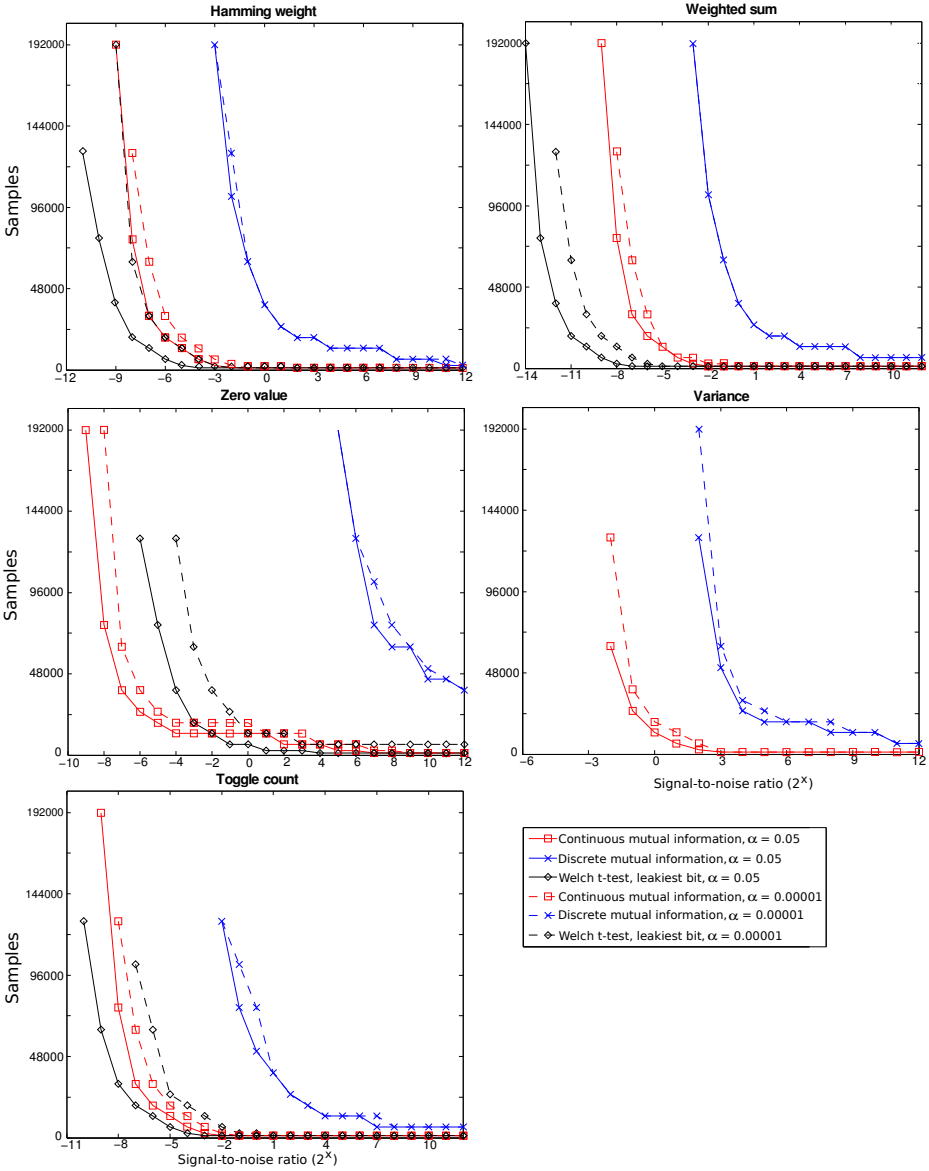 Hamming weight
192000
144000
96000
48000
0
Samples
−12 −9 −6 −3 0 3 6 9 12
Weighted sum
192000
144000
96000
48000
0
−14 −11 −8 −5 −2 1 4 7 10 12
Zero value
192000
144000
96000
48000
0
Samples
−10 −8 −6 −4 −2 0 2 4 6 8 10 12
Variance
192000
144000
96000
48000
0
−6 −3 0 3 6 9 12
Signal-to-noise ratio (2^x)
Toggle count
192000
144000
96000
48000
0
Samples
−11 −8 −5 −2 1 4 7 10 12
Signal-to-noise ratio (2^x)
Continuous mutual information, α = 0.05
Discrete mutual information, α = 0.05
Welch t-test, leakiest bit, α = 0.05
Continuous mutual information, α = 0.00001
Discrete mutual information, α = 0.00001
Welch t-test, leakiest bit, α = 0.00001